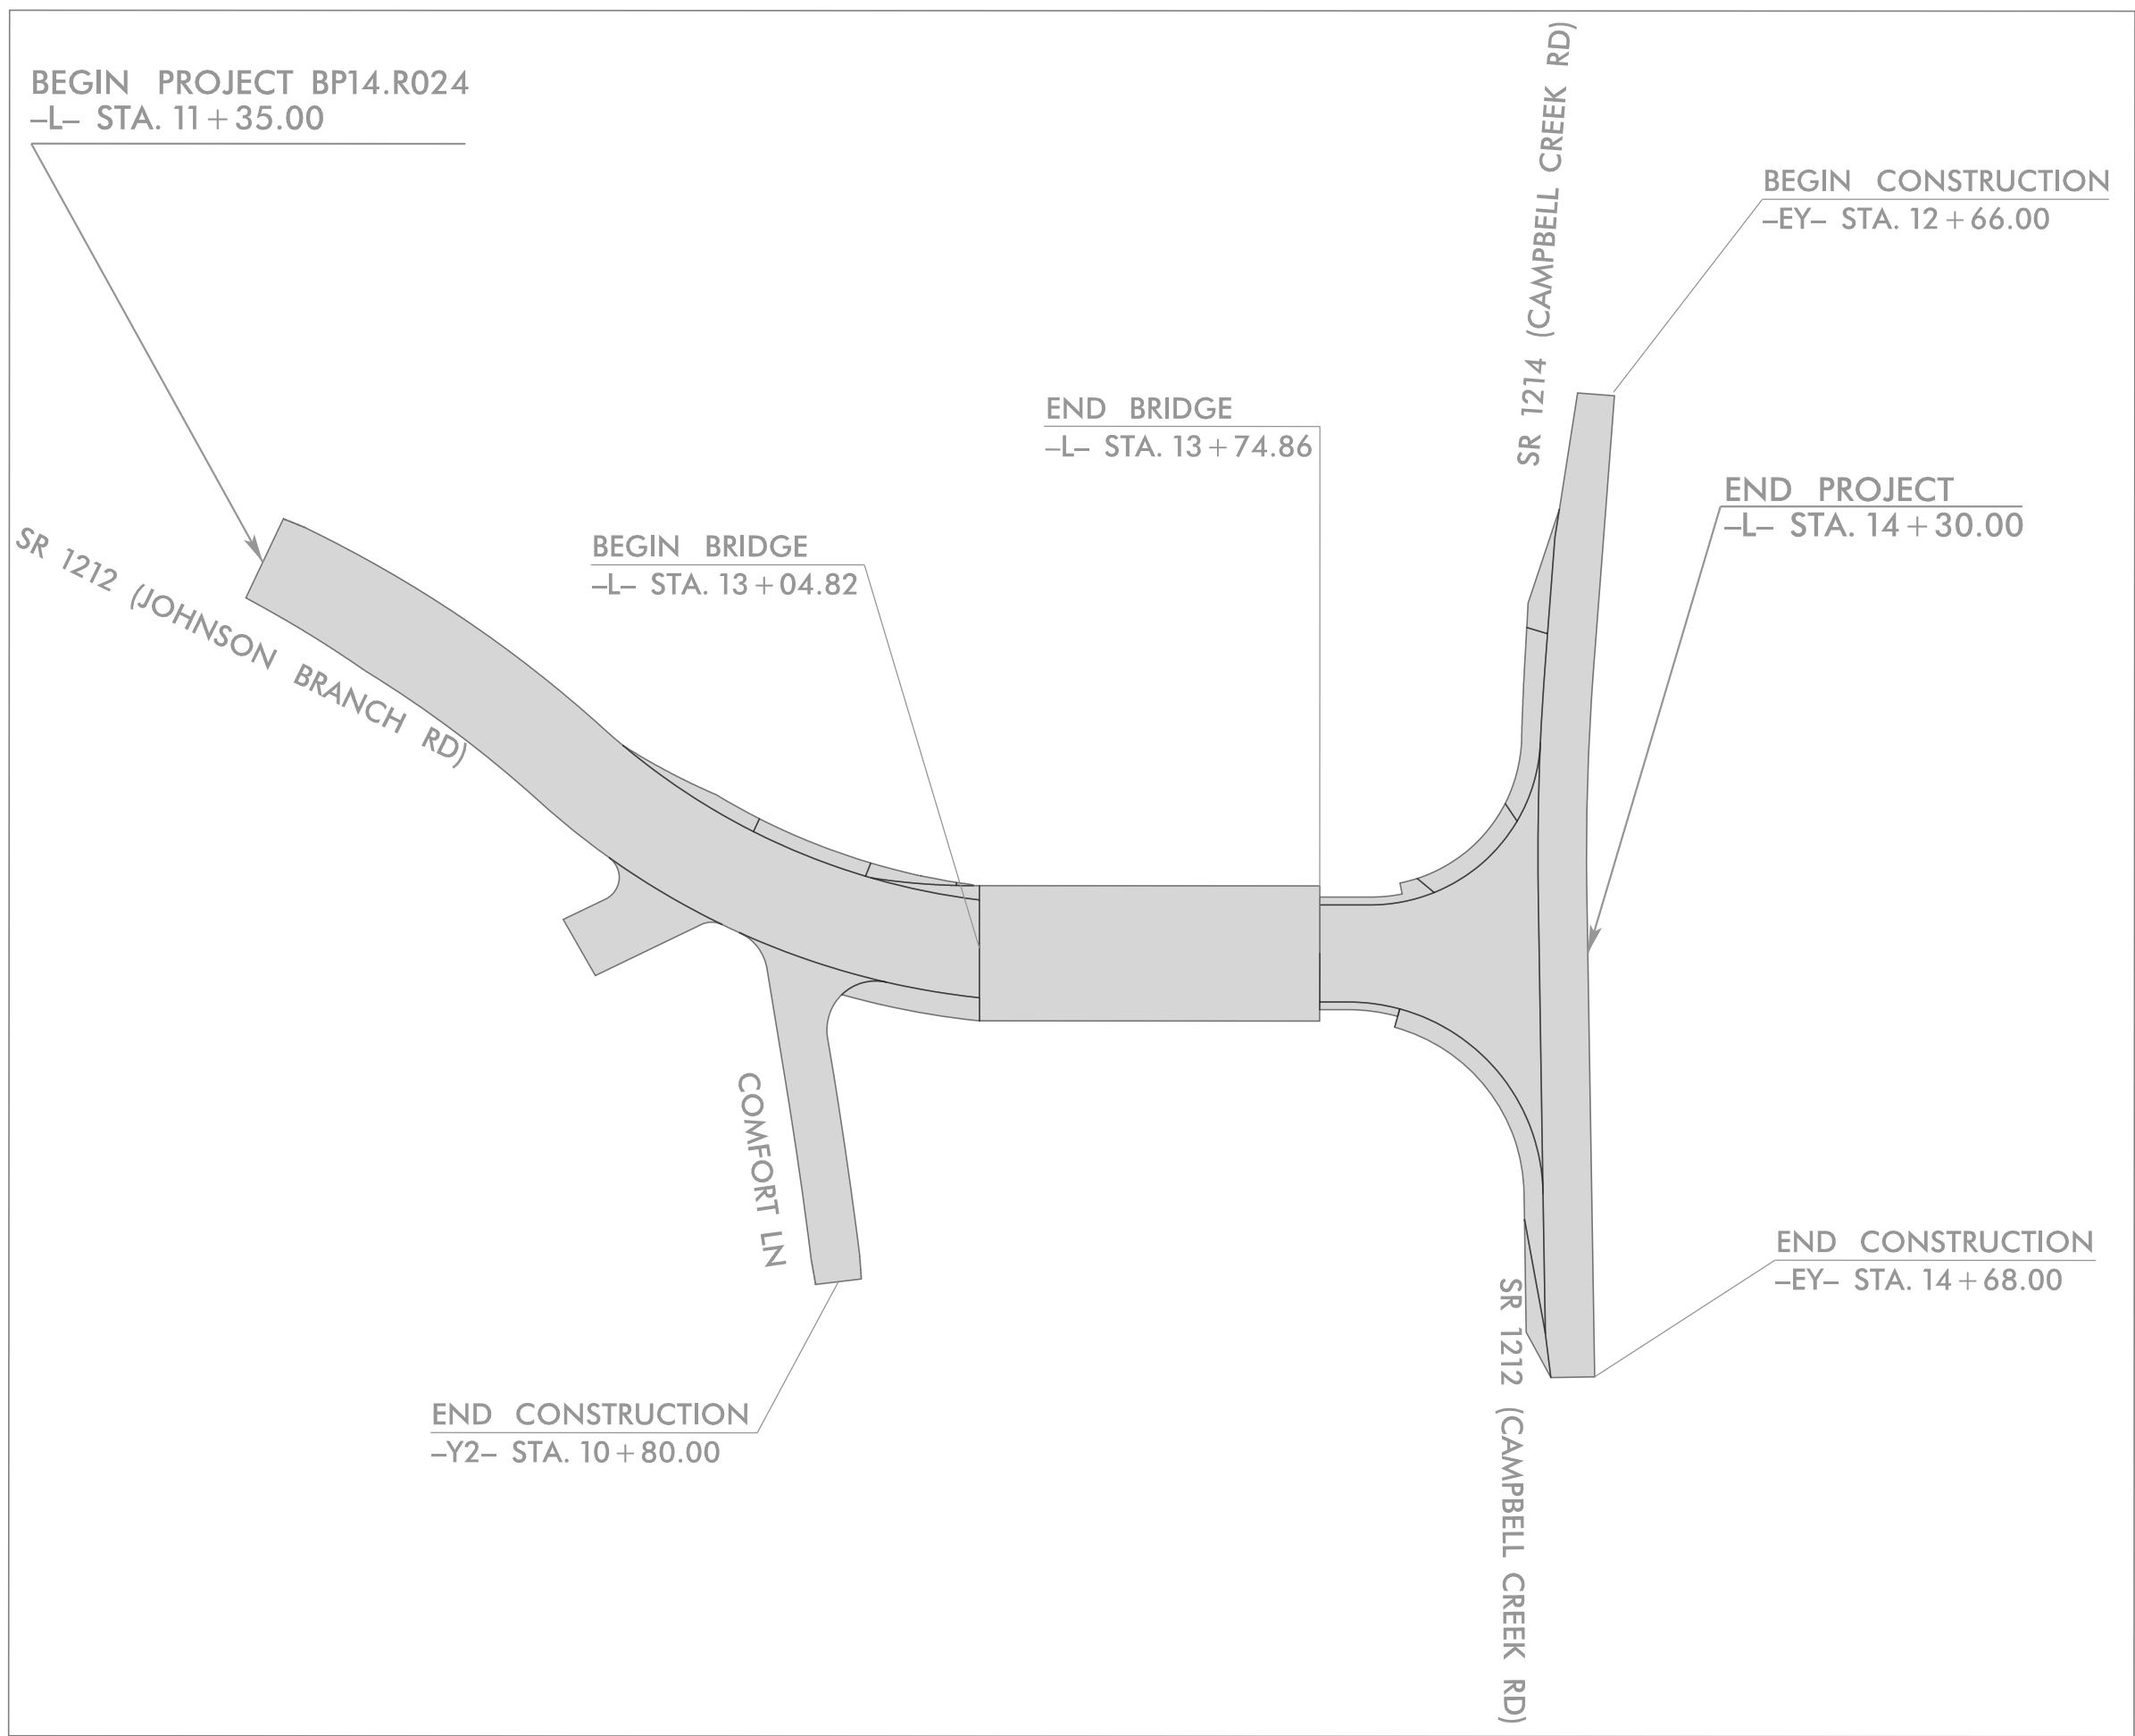 BEGIN PROJECT BP14.R024
–L– STA. 11+35.00
SR 1214 (CAMPBELL CREEK RD)
BEGIN CONSTRUCTION
–EY– STA. 12+66.00
END BRIDGE
–L– STA. 13+74.86
END PROJECT
–L– STA. 14+30.00
SR 1212 (JOHNSON BRANCH RD)
BEGIN BRIDGE
–L– STA. 13+04.82
COMFORT LN
END CONSTRUCTION
–EY– STA. 14+68.00
SR 1212 (CAMPBELL CREEK RD)
END CONSTRUCTION
–Y2– STA. 10+80.00